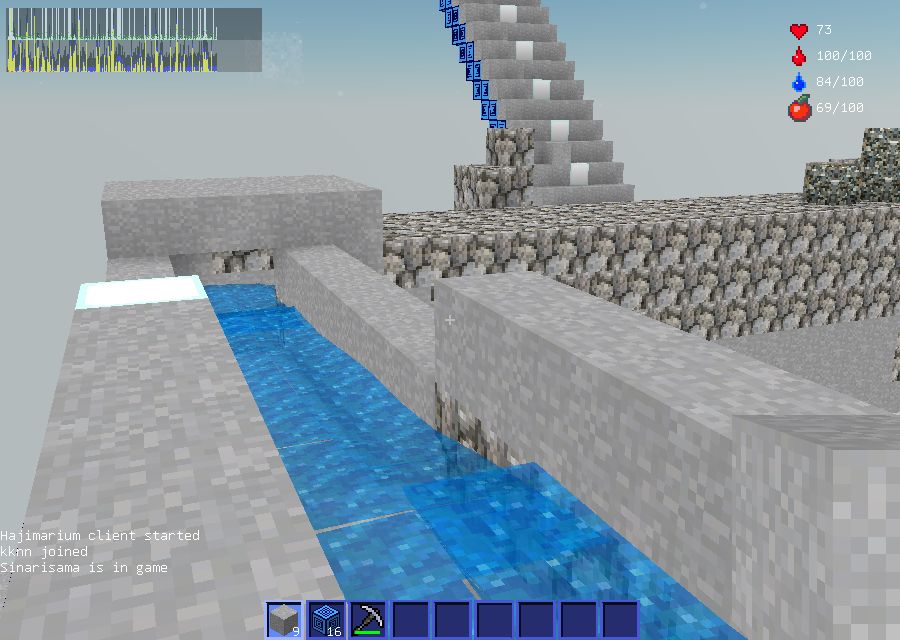 73
100/100
84/100
69/100
Hajimarium client started
kknn joined
Sinarisama is in game
9
16